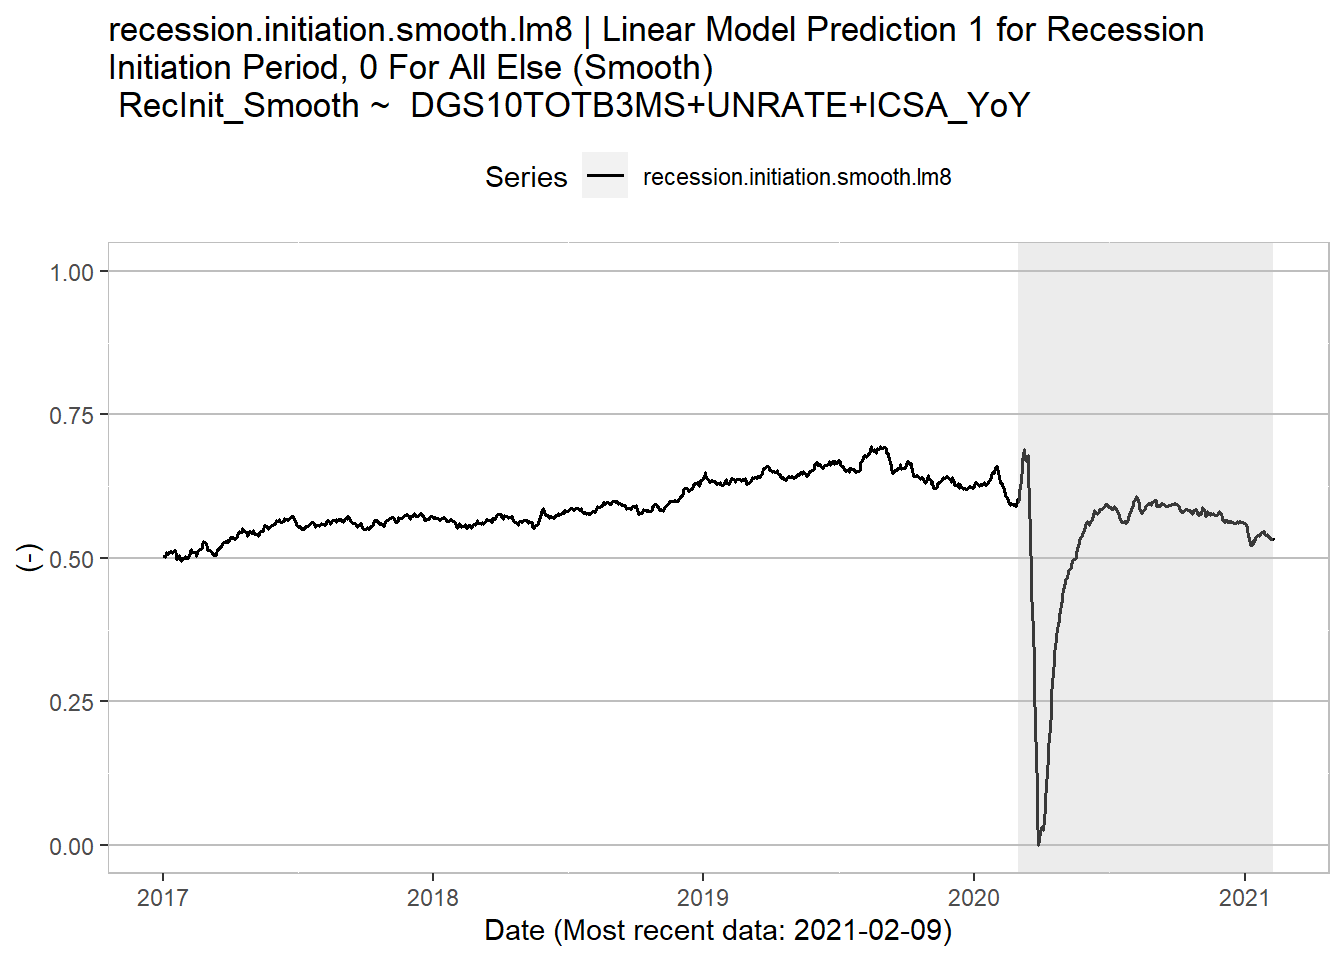 recession.initiation.smooth.lm8 | Linear Model Prediction 1 for Recession
Initiation Period, 0 For All Else (Smooth)
RecInit_Smooth ~ DGS10TOTB3MS+UNRATE+ICSA_YoY
Series recession.initiation.smooth.lm8
1.00
0.75
0.50
0.25
0.00
(-)
2017 2018 2019 2020 2021
Date (Most recent data: 2021-02-09)